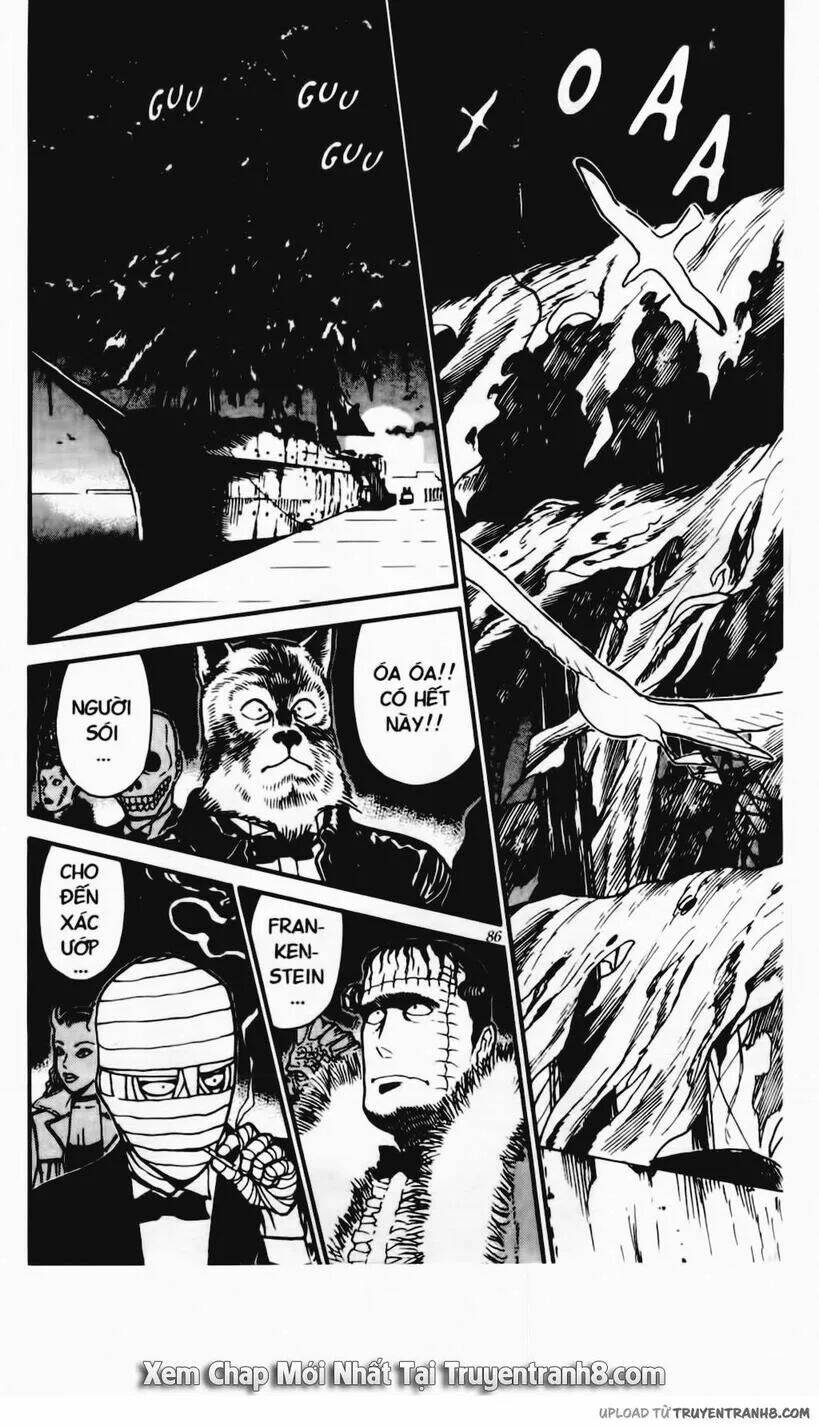 O
A
A
GUU
GUU
GUU
ÓA ÓA!!
CÓ HẾT
NÀY!!
NGƯỜI
SÓI
...
FRAN-
KEN-
STEIN
...
CHO
ĐẾN
XÁC
ƯỚP
...
86
Xem Chap Mới Nhất Tại Truyentranh8.com
UPLOAD TỪ TRUYENTRANH8.COM